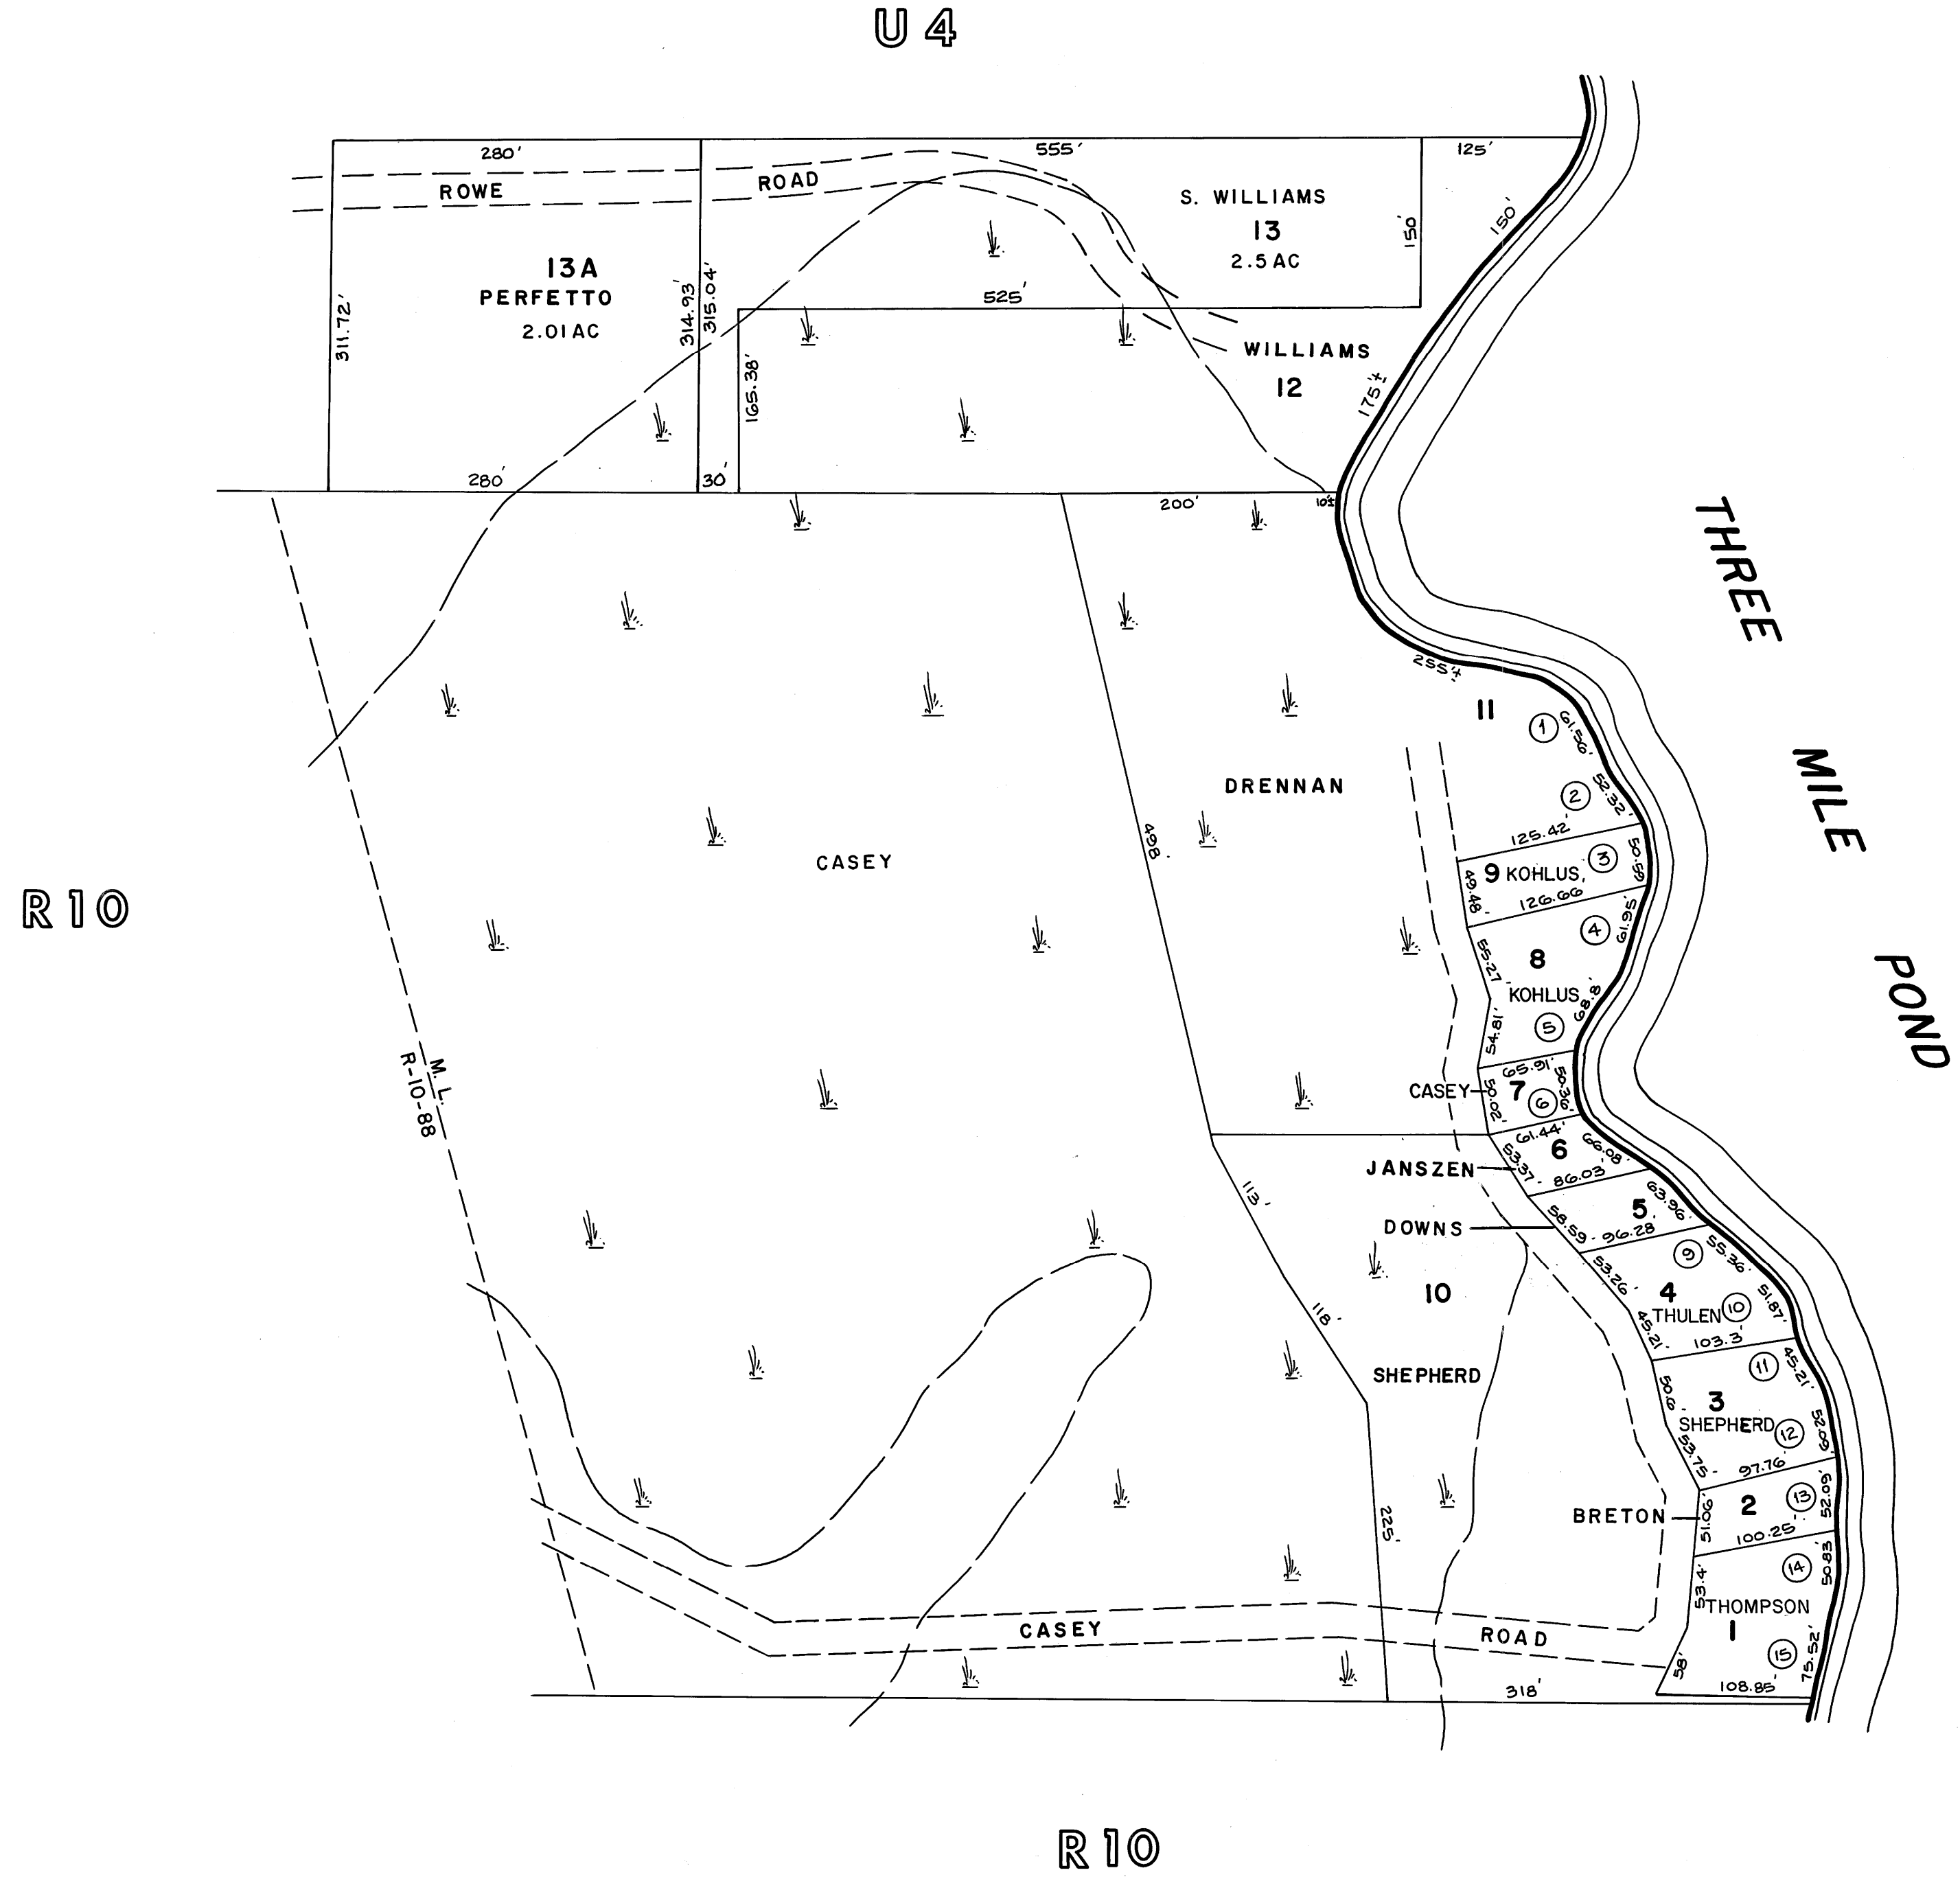 U 4
280'
555'
125'
ROWE
ROAD
S. WILLIAMS
13
2.5 AC
150'
150'
13A
PERFETTO
2.01 AC
311.72'
314.93'
315.04'
525'
165.38'
WILLIAMS
12
175'±
280'
30'
200'
10'±
THREE
MILE
POND
255'±
11
1
61.56'
DRENNAN
2
52.32'
125.42'
CASEY
498'
9 KOHLUS
3
50.59'
49.48'
126.66'
R 10
4
61.95'
8
55.27'
KOHLUS
68.8'
5
54.81'
M. L.
R-10-88
65.91'
CASEY
50.02'
7
6
50.36'
61.44'
6
66.08'
JANSZEN
53.37'
86.03'
113'
5
63.96'
DOWNS
58.59'
96.28'
9
55.36'
10
53.26'
4
THULEN
10
51.87'
118'
45.21'
103.3'
SHEPHERD
11
45.21'
50.6'
3
SHEPHERD
12
52.09'
53.75'
97.76'
225'
BRETON
51.06'
2
13
52.09'
100.25'
14
50.83'
53.4'
THOMPSON
1
CASEY
ROAD
15
75.52'
58'
318'
108.85'
R 10